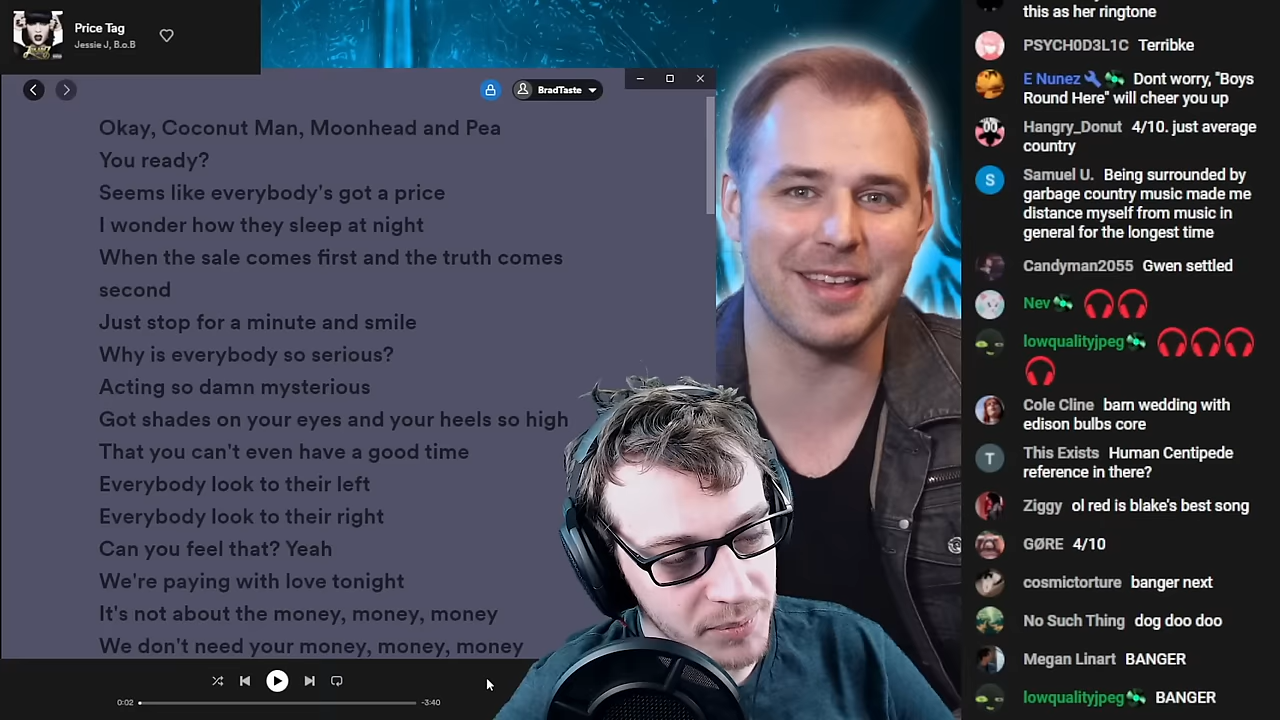 Price Tag
Jessie J, B.o.B
BradTaste
Okay, Coconut Man, Moonhead and Pea
You ready?
Seems like everybody's got a price
I wonder how they sleep at night
When the sale comes first and the truth comes
second
Just stop for a minute and smile
Why is everybody so serious?
Acting so damn mysterious
Got shades on your eyes and your heels so high
That you can't even have a good time
Everybody look to their left
Everybody look to their right
Can you feel that? Yeah
We're paying with love tonight
It's not about the money, money, money
We don't need your money, money, money
0:02
-3:40
this as her ringtone
PSYCH0D3L1C Terribke
E Nunez Dont worry, "Boys
Round Here" will cheer you up
Hangry_Donut 4/10. just average
country
S
Samuel U. Being surrounded by
garbage country music made me
distance myself from music in
general for the longest time
Candyman2055 Gwen settled
Nev
lowqualityjpeg
Cole Cline barn wedding with
edison bulbs core
T
This Exists Human Centipede
reference in there?
Ziggy ol red is blake's best song
GØRE 4/10
cosmictorture banger next
No Such Thing dog doo doo
Megan Linart BANGER
lowqualityjpeg BANGER